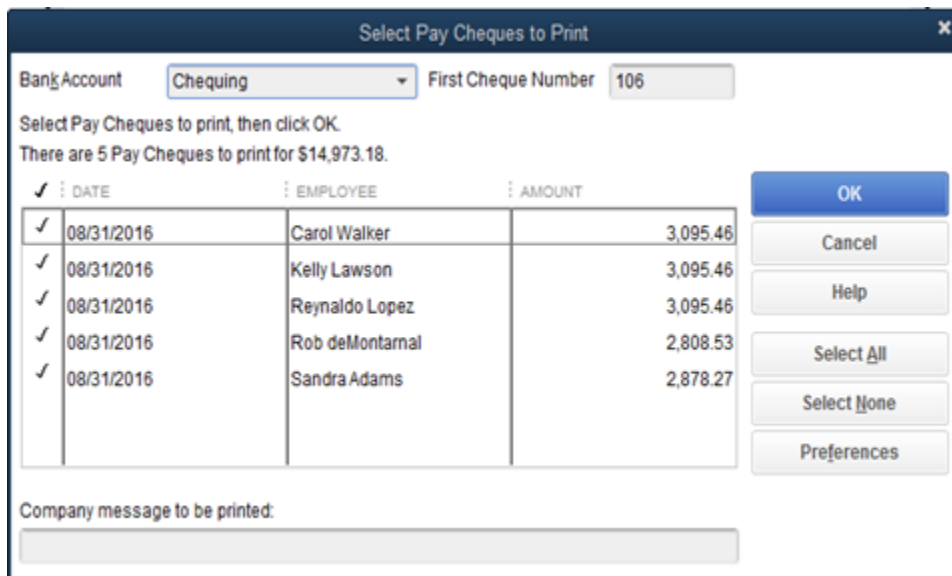 Select Pay Cheques to Print
Bank Account Chequing First Cheque Number 106
Select Pay Cheques to print, then click OK.
There are 5 Pay Cheques to print for $14,973.18.
✓ DATE EMPLOYEE AMOUNT
✓ 08/31/2016 Carol Walker 3,095.46
✓ 08/31/2016 Kelly Lawson 3,095.46
✓ 08/31/2016 Reynaldo Lopez 3,095.46
✓ 08/31/2016 Rob deMontarnal 2,808.53
✓ 08/31/2016 Sandra Adams 2,878.27
OK
Cancel
Help
Select All
Select None
Preferences
Company message to be printed: